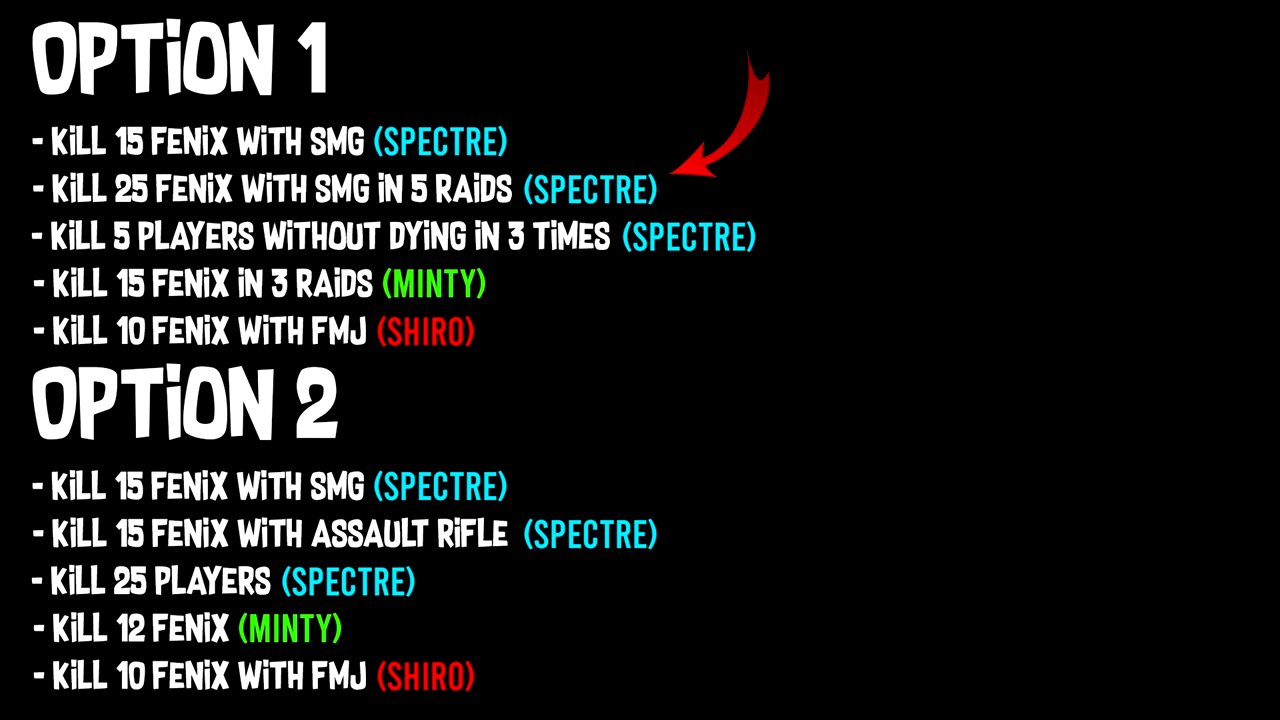 OPTiON 1
- KiLL 15 FENiX WiTH SMG (SPECTRE)
- KiLL 25 FENiX WiTH SMG iN 5 RAiDS (SPECTRE)
- KiLL 5 PLAYERS WiTHOUT DYiNG iN 3 TiMES (SPECTRE)
- KiLL 15 FENiX iN 3 RAiDS (MINTY)
- KiLL 10 FENiX WiTH FMJ (SHIRO)
OPTiON 2
- KiLL 15 FENiX WiTH SMG (SPECTRE)
- KiLL 15 FENiX WiTH ASSAULT RiFLE (SPECTRE)
- KiLL 25 PLAYERS (SPECTRE)
- KiLL 12 FENiX (MINTY)
- KiLL 10 FENiX WiTH FMJ (SHIRO)